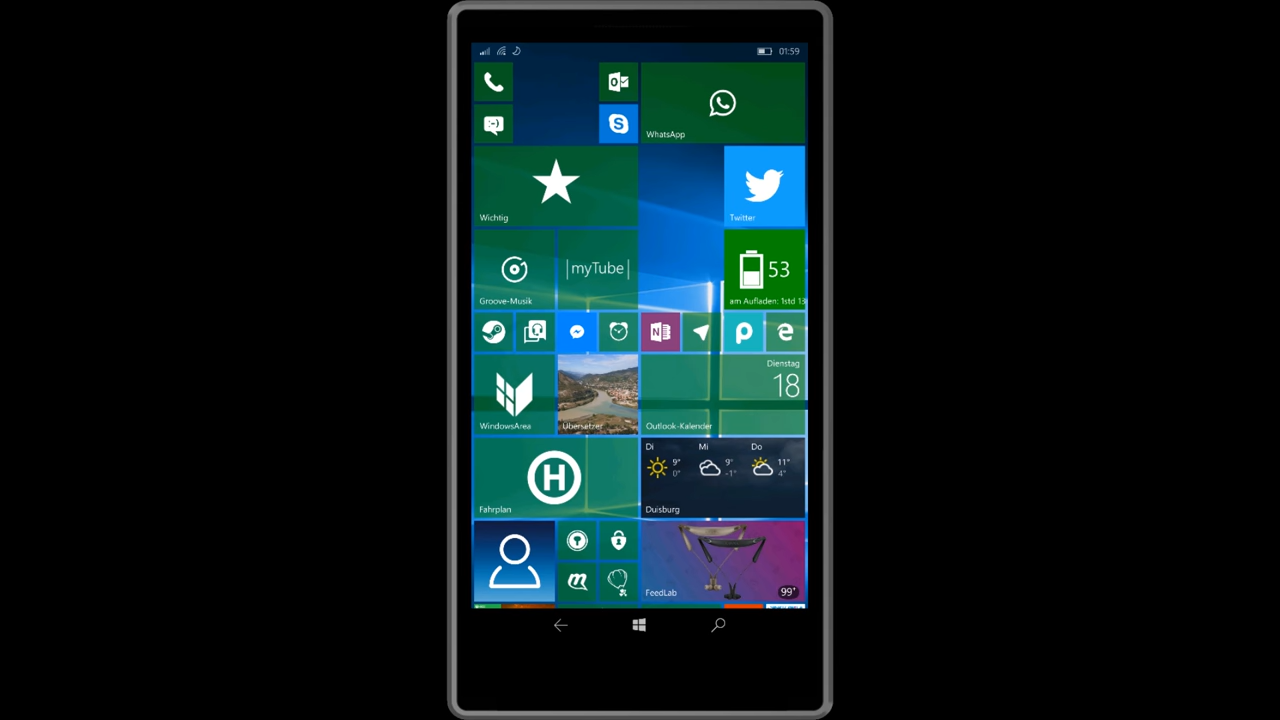 01:59
:-)
WhatsApp
Wichtig
Twitter
Groove-Musik
|myTube|
53
am Aufladen: 1std 13
N
WindowsArea
Übersetzer
Dienstag
18
Outlook-Kalender
H
Fahrplan
Di Mi Do
9° 9° 11°
0° -1° 4°
Duisburg
FeedLab
99+